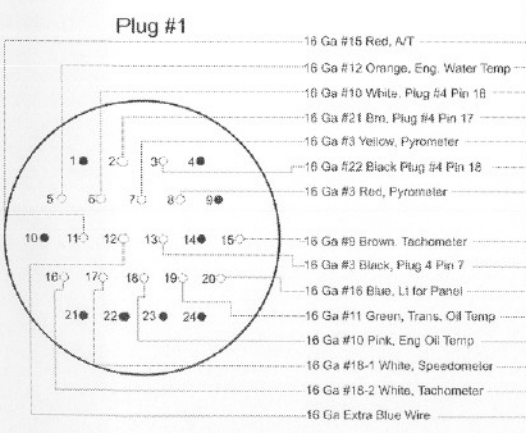 Plug #1
16 Ga #15 Red, A/T
16 Ga #12 Orange, Eng. Water Temp
16 Ga #10 White, Plug #4 Pin 16
16 Ga #21 Brn, Plug #4 Pin 17
16 Ga #3 Yellow, Pyrometer
16 Ga #22 Black Plug #4 Pin 18
16 Ga #3 Red, Pyrometer
16 Ga #9 Brown, Tachometer
16 Ga #3 Black, Plug 4 Pin 7
16 Ga #16 Blue, Lt for Panel
16 Ga #11 Green, Trans. Oil Temp
16 Ga #10 Pink, Eng Oil Temp
16 Ga #18-1 White, Speedometer
16 Ga #18-2 White, Tachometer
16 Ga Extra Blue Wire
1 2 3 4
5 6 7 8 9
10 11 12 13 14 15
16 17 18 19 20
21 22 23 24